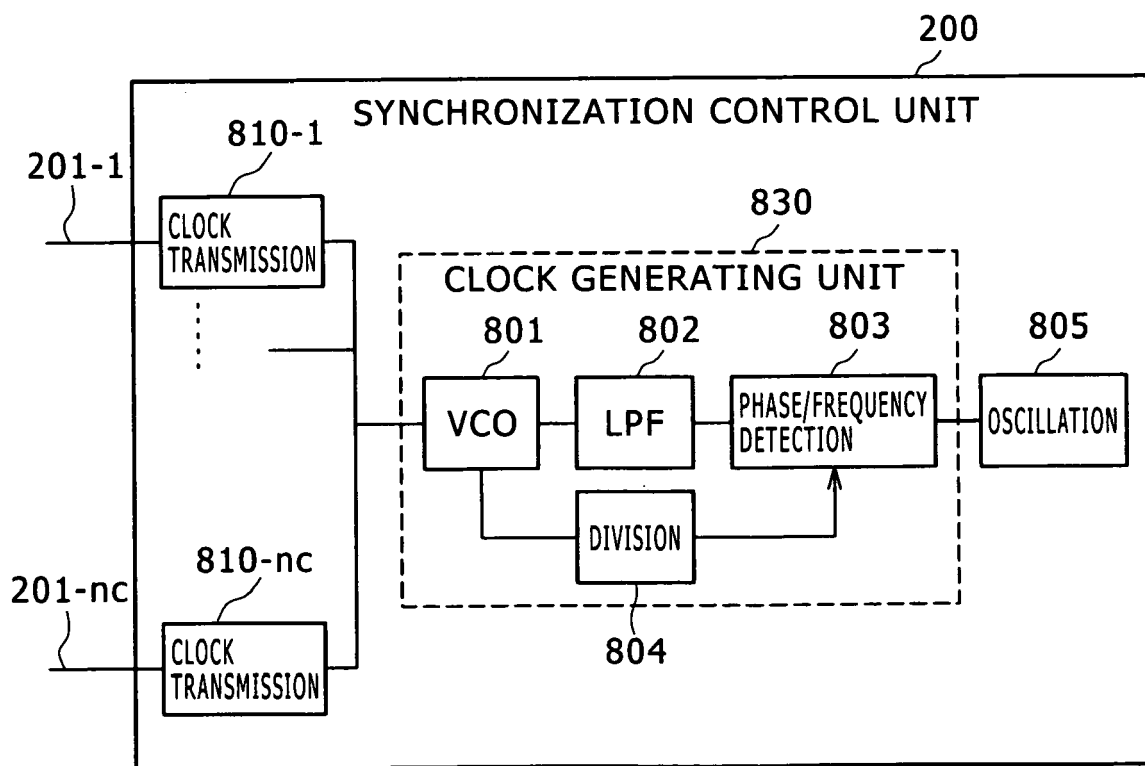 200
SYNCHRONIZATION CONTROL UNIT
810-1
201-1
CLOCK
TRANSMISSION
830
CLOCK GENERATING UNIT
801
802
803
805
VCO
LPF
PHASE/FREQUENCY
DETECTION
OSCILLATION
DIVISION
804
810-nc
201-nc
CLOCK
TRANSMISSION